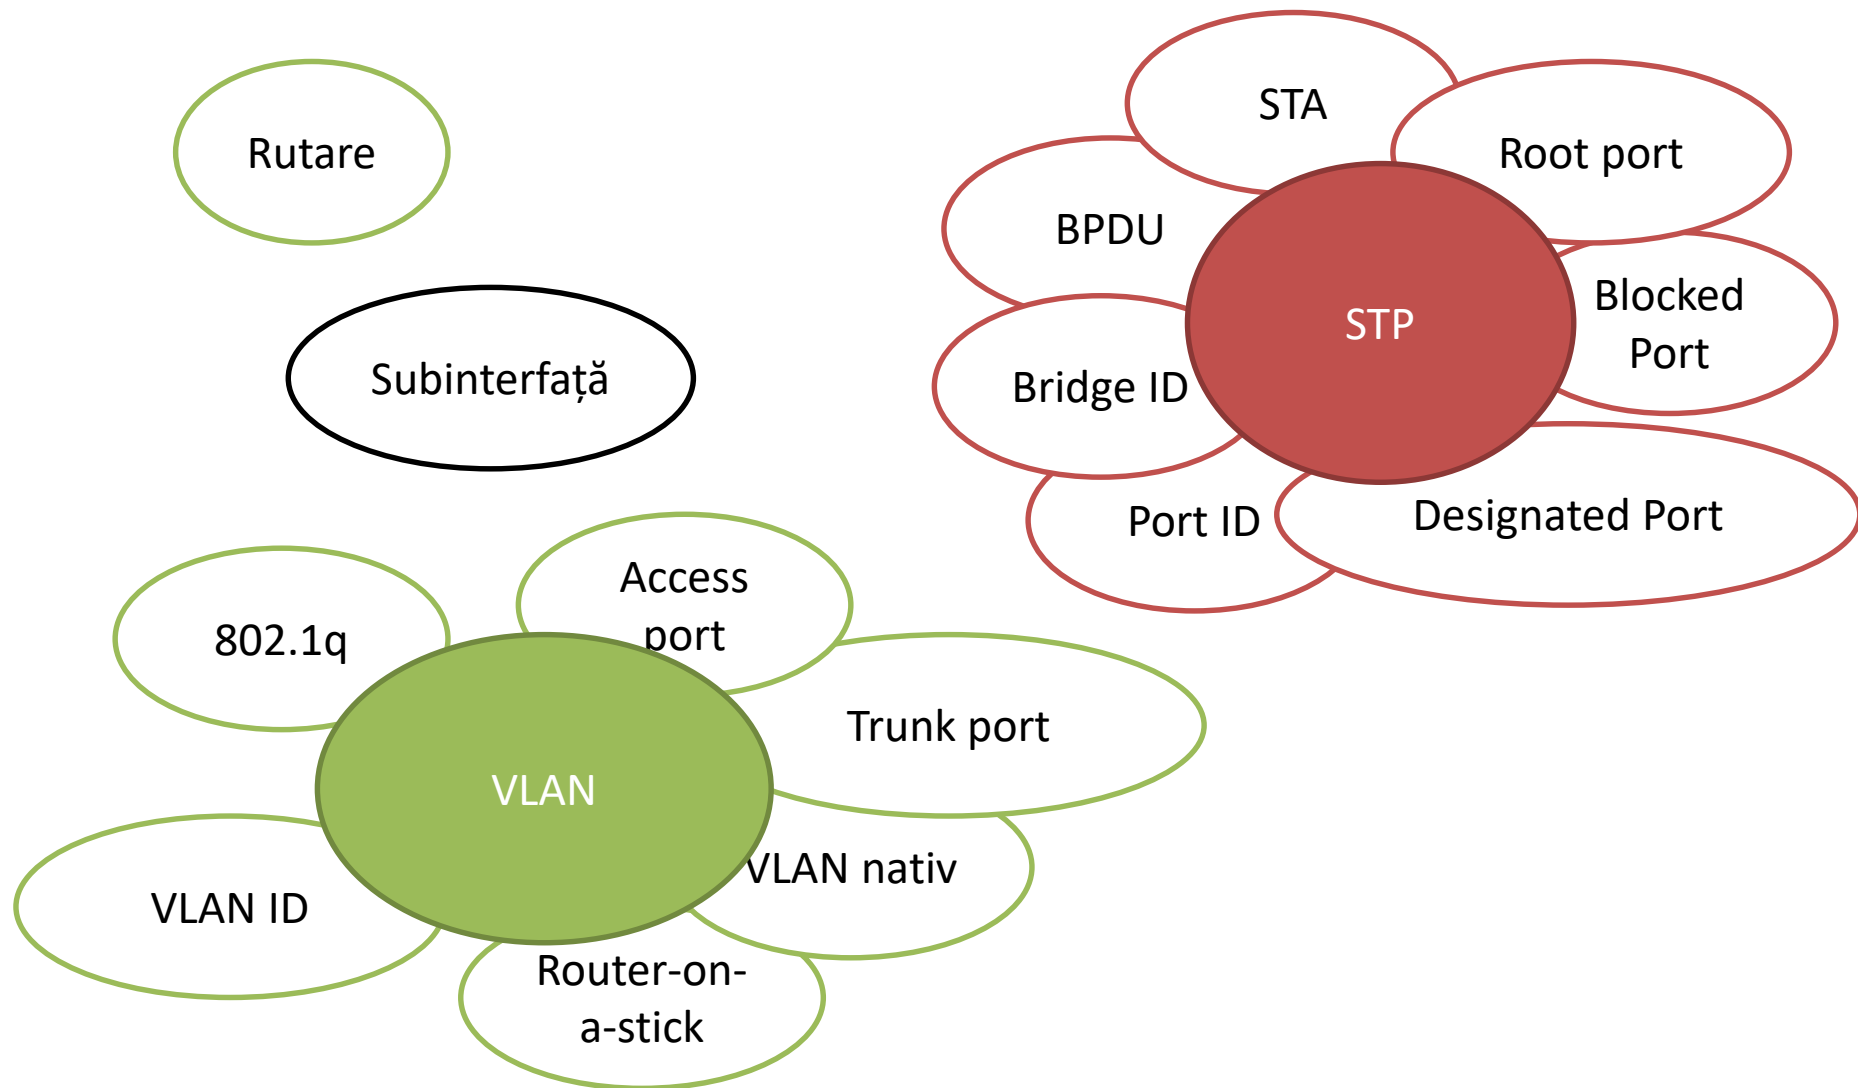 STA
Rutare
Root port
BPDU
Blocked
Port
STP
Subinterfață
Bridge ID
Port ID
Designated Port
Access
port
802.1q
Trunk port
VLAN
VLAN nativ
VLAN ID
Router-on-
a-stick